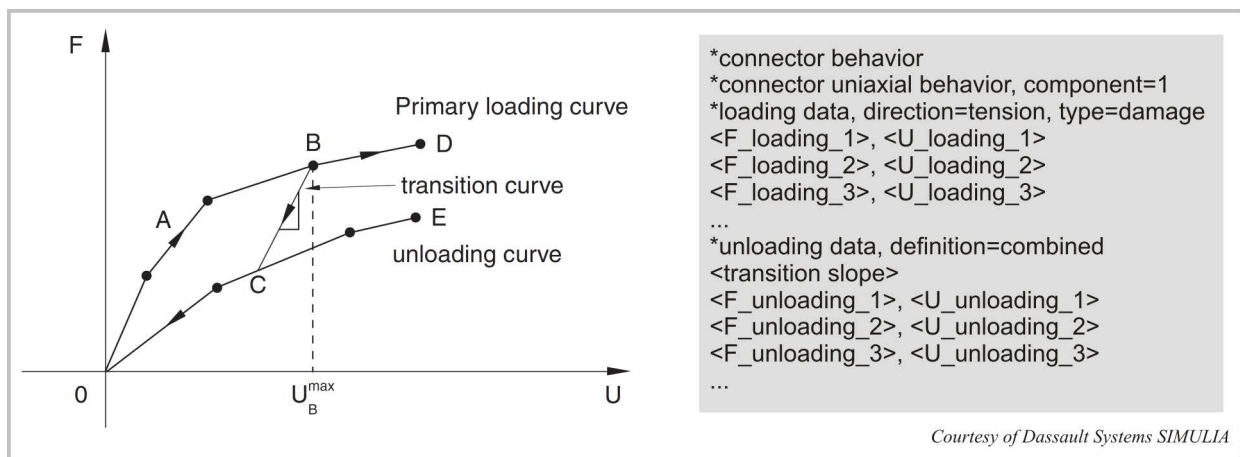 F
Primary loading curve
B
D
transition curve
A
E
unloading curve
C
0
U_B^max
U
*connector behavior
*connector uniaxial behavior, component=1
*loading data, direction=tension, type=damage
<F_loading_1>, <U_loading_1>
<F_loading_2>, <U_loading_2>
<F_loading_3>, <U_loading_3>
...
*unloading data, definition=combined
<transition slope>
<F_unloading_1>, <U_unloading_1>
<F_unloading_2>, <U_unloading_2>
<F_unloading_3>, <U_unloading_3>
...
Courtesy of Dassault Systems SIMULIA